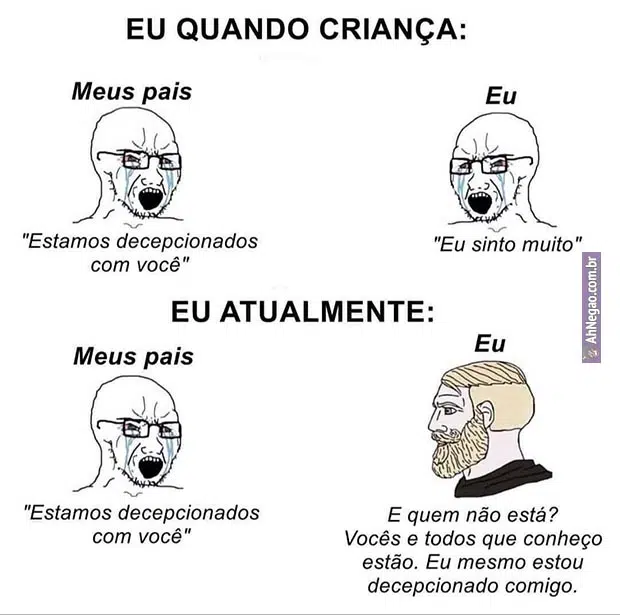 EU QUANDO CRIANÇA:
Meus pais
Eu
"Estamos decepcionados
com você"
"Eu sinto muito"
AhNegao.com.br
EU ATUALMENTE:
Meus pais
Eu
"Estamos decepcionados
com você"
E quem não está?
Vocês e todos que conheço
estão. Eu mesmo estou
decepcionado comigo.